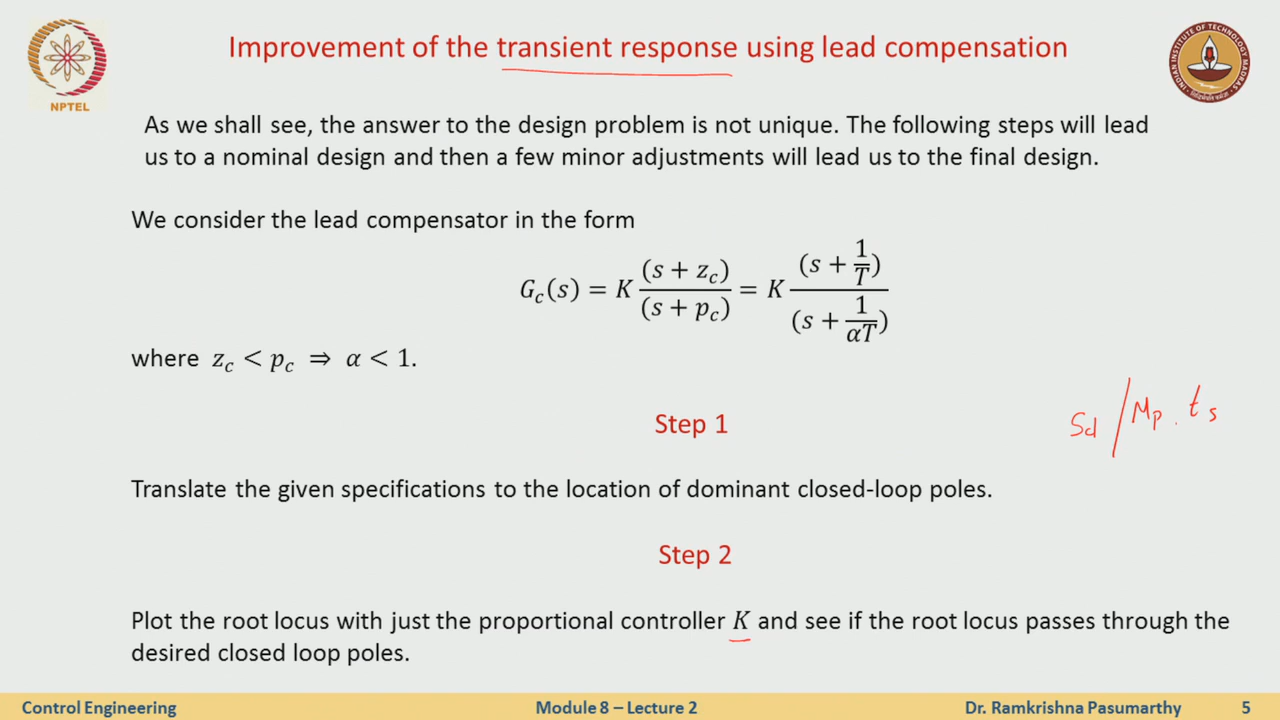 Improvement of the transient response using lead compensation
NPTEL
INDIAN INSTITUTE OF TECHNOLOGY MADRAS
As we shall see, the answer to the design problem is not unique. The following steps will lead
us to a nominal design and then a few minor adjustments will lead us to the final design.
We consider the lead compensator in the form
G_c(s) = K (s + z_c)/(s + p_c) = K (s + 1/T)/(s + 1/αT)
where z_c < p_c ⇒ α < 1.
Step 1
Sd / Mp . ts
Translate the given specifications to the location of dominant closed-loop poles.
Step 2
Plot the root locus with just the proportional controller K and see if the root locus passes through the
desired closed loop poles.
Control Engineering
Module 8 – Lecture 2
Dr. Ramkrishna Pasumarthy
5